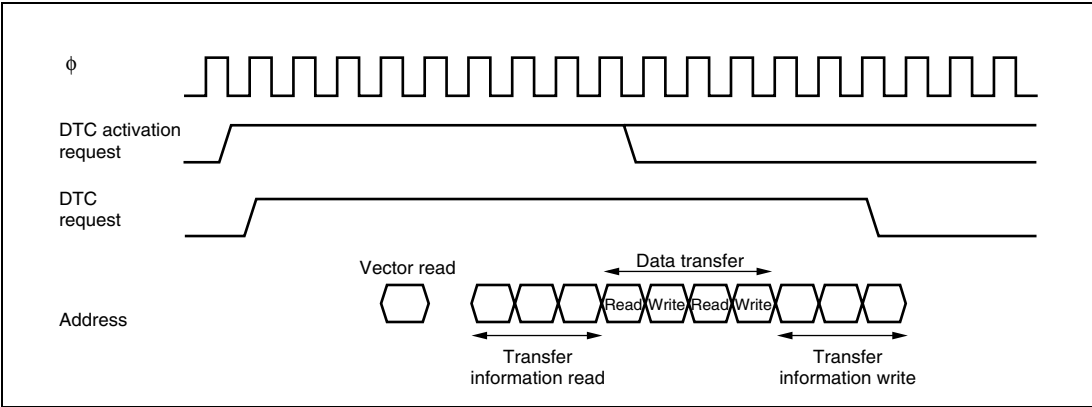 ϕ
DTC activation
request
DTC
request
Vector read
Data transfer
Read Write Read Write
Address
Transfer
information read
Transfer
information write